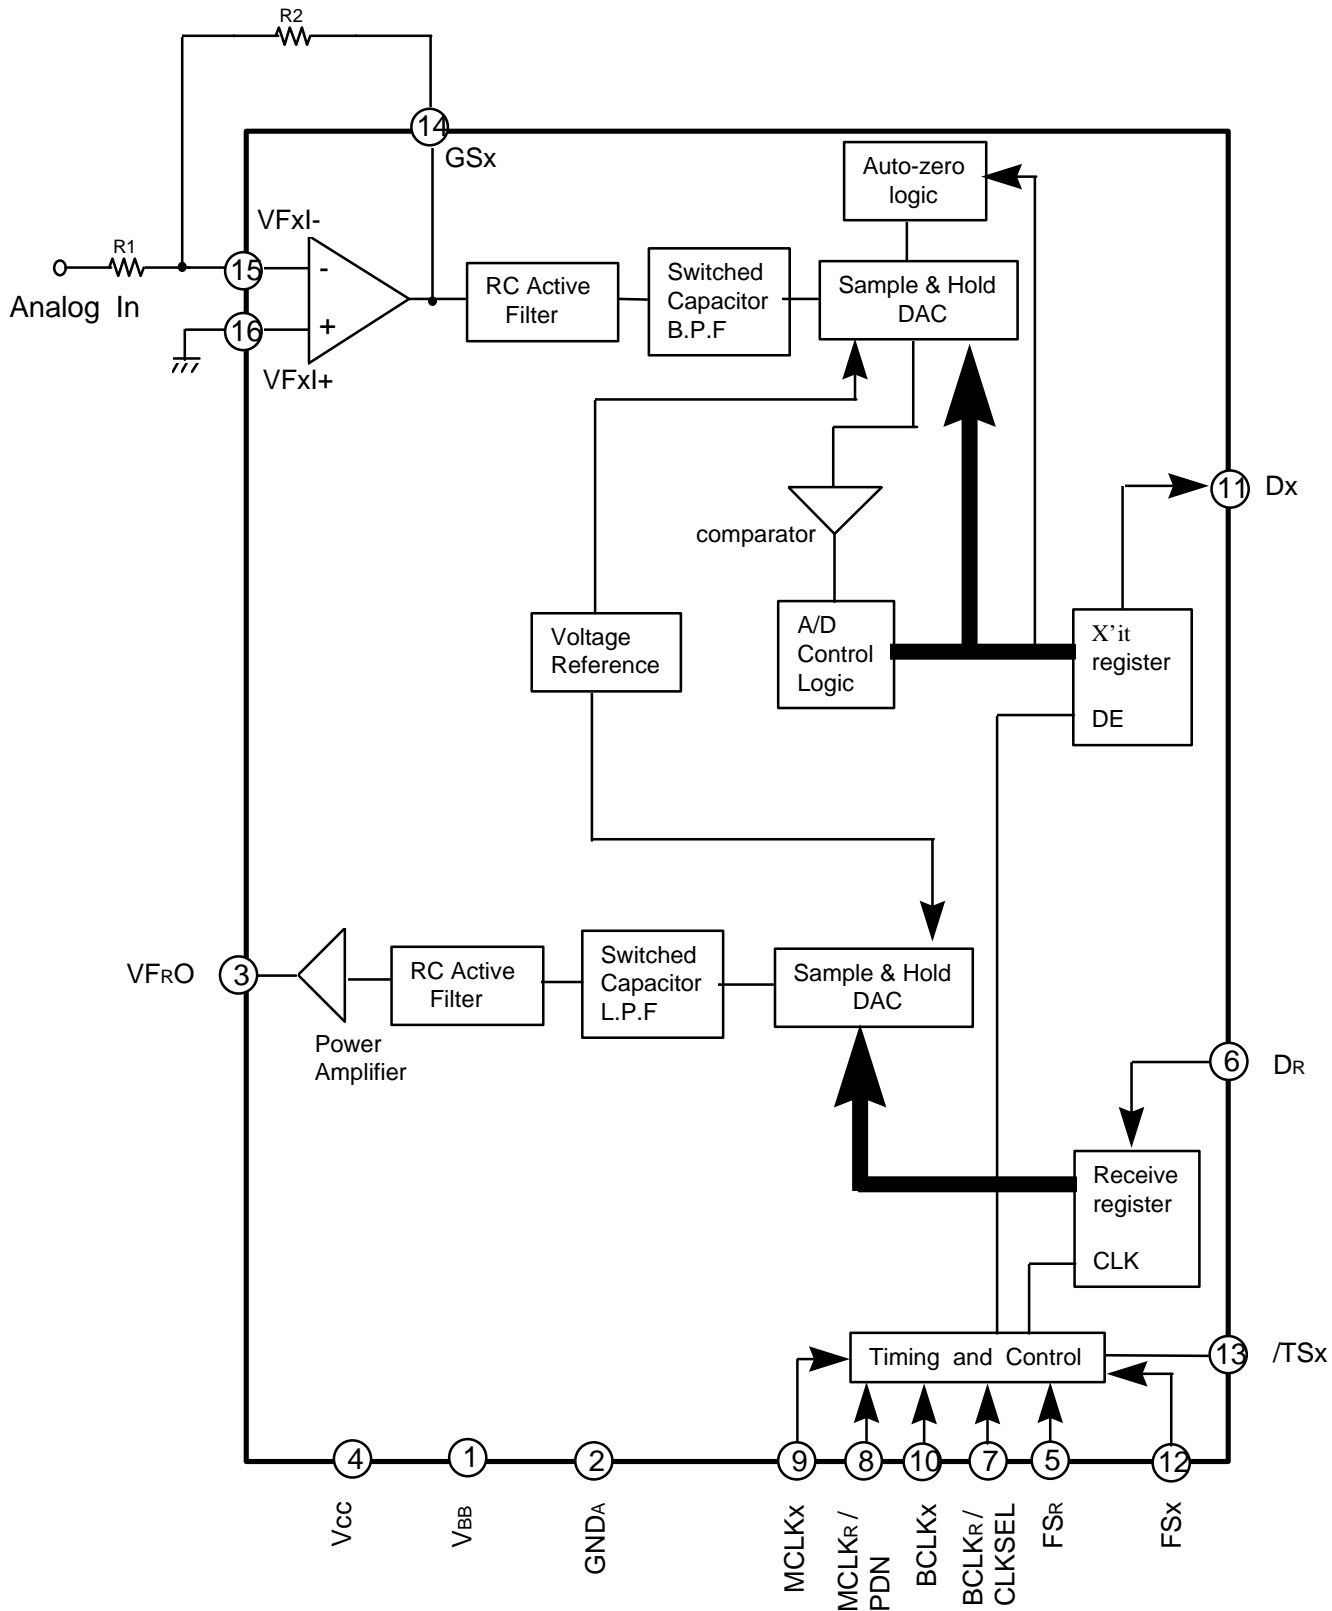 R2
14
GSx
Auto-zero
logic
VFxI-
R1
15
-
Analog In
16
+
VFxI+
RC Active
Filter
Switched
Capacitor
B.P.F
Sample & Hold
DAC
11
Dx
comparator
Voltage
Reference
A/D
Control
Logic
X'it
register
DE
VFRO
3
Power
Amplifier
RC Active
Filter
Switched
Capacitor
L.P.F
Sample & Hold
DAC
6
DR
Receive
register
CLK
Timing and Control
13
/TSx
4
1
2
9
8
10
7
5
12
Vcc
VBB
GNDA
MCLKx
MCLKR /
PDN
BCLKx
BCLKR /
CLKSEL
FSR
FSx